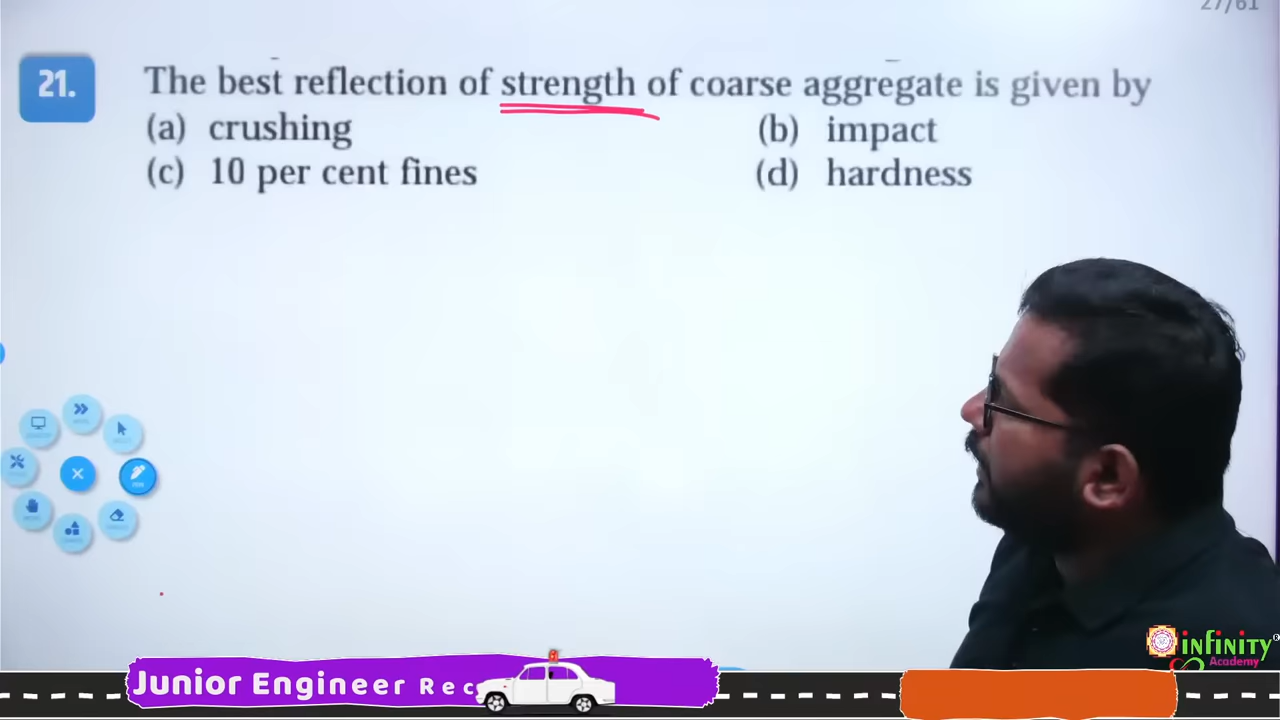 27/61
21. The best reflection of strength of coarse aggregate is given by
(a) crushing (b) impact
(c) 10 per cent fines (d) hardness
infinity®
Academy
Junior Engineer Rec